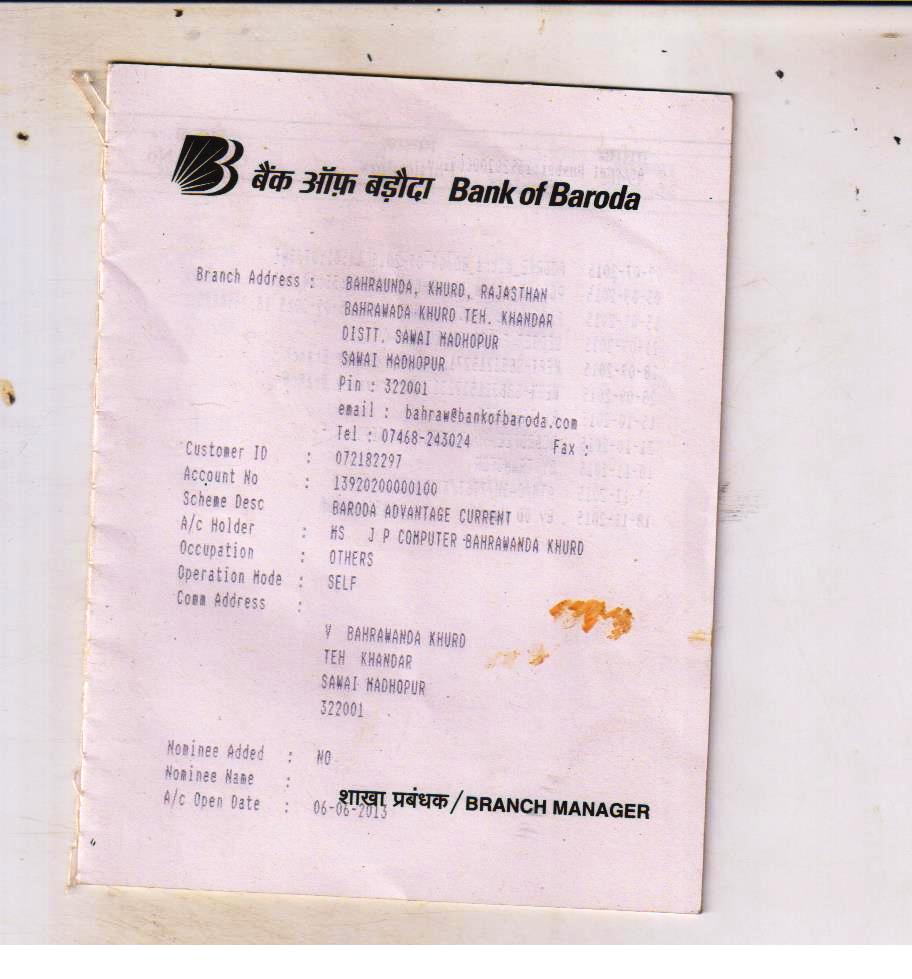 बैंक ऑफ़ बड़ौदा Bank of Baroda
Branch Address : BAHRAUNDA, KHURD, RAJASTHAN
BAHRAWADA KHURD TEH. KHANDAR
DISTT. SAWAI MADHOPUR
SAWAI MADHOPUR
Pin : 322001
email : bahraw@bankofbaroda.com
Tel : 07468-243024 Fax :
Customer ID : 072182297
Account No : 13920200000100
Scheme Desc BARODA ADVANTAGE CURRENT
A/c Holder : MS J P COMPUTER BAHRAWANDA KHURD
Occupation : OTHERS
Operation Mode : SELF
Comm Address :
V BAHRAWANDA KHURD
TEH KHANDAR
SAWAI MADHOPUR
322001
Nominee Added : NO
Nominee Name :
A/c Open Date : 06-06-2013
शाखा प्रबंधक/BRANCH MANAGER